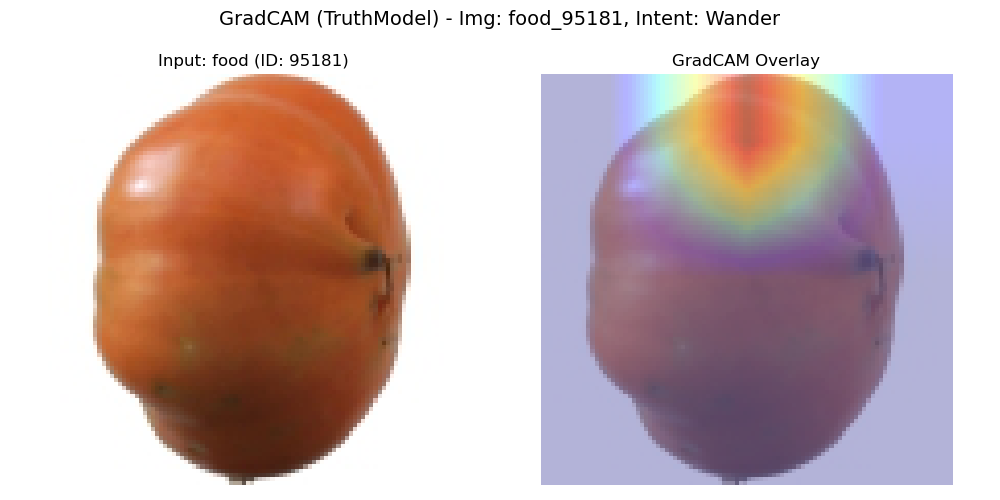 GradCAM (TruthModel) - Img: food_95181, Intent: Wander
Input: food (ID: 95181)
GradCAM Overlay